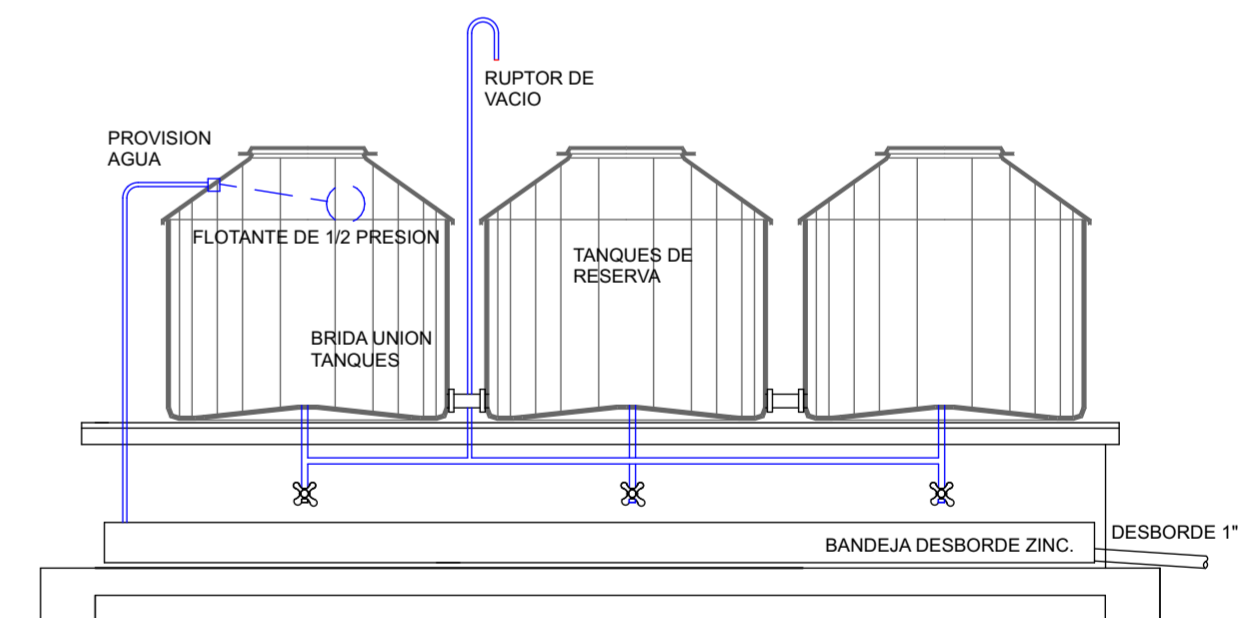 RUPTOR DE
VACIO
PROVISION
AGUA
FLOTANTE DE 1/2 PRESION
TANQUES DE
RESERVA
BRIDA UNION
TANQUES
DESBORDE 1"
BANDEJA DESBORDE ZINC.